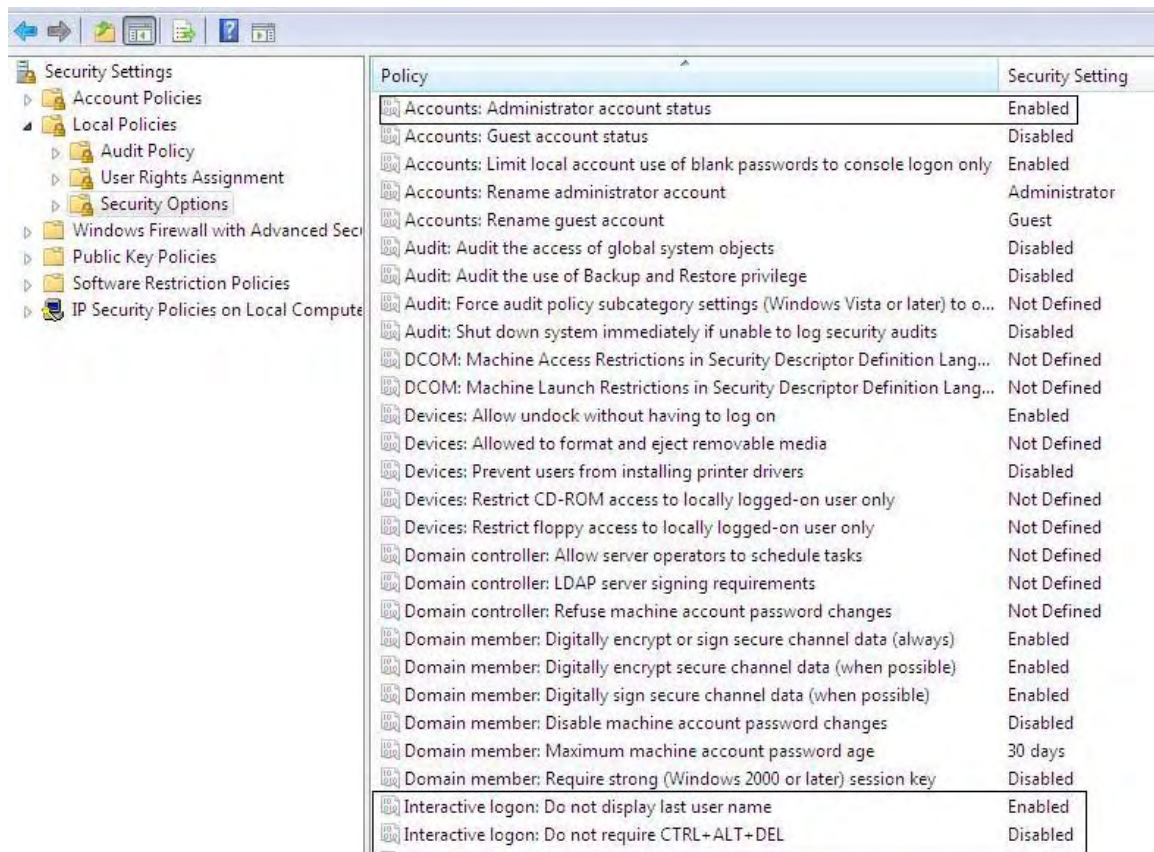 Security Settings
Account Policies
Local Policies
Audit Policy
User Rights Assignment
Security Options
Windows Firewall with Advanced Secu
Public Key Policies
Software Restriction Policies
IP Security Policies on Local Compute
Policy Security Setting
Accounts: Administrator account status Enabled
Accounts: Guest account status Disabled
Accounts: Limit local account use of blank passwords to console logon only Enabled
Accounts: Rename administrator account Administrator
Accounts: Rename guest account Guest
Audit: Audit the access of global system objects Disabled
Audit: Audit the use of Backup and Restore privilege Disabled
Audit: Force audit policy subcategory settings (Windows Vista or later) to o... Not Defined
Audit: Shut down system immediately if unable to log security audits Disabled
DCOM: Machine Access Restrictions in Security Descriptor Definition Lang... Not Defined
DCOM: Machine Launch Restrictions in Security Descriptor Definition Lang... Not Defined
Devices: Allow undock without having to log on Enabled
Devices: Allowed to format and eject removable media Not Defined
Devices: Prevent users from installing printer drivers Disabled
Devices: Restrict CD-ROM access to locally logged-on user only Not Defined
Devices: Restrict floppy access to locally logged-on user only Not Defined
Domain controller: Allow server operators to schedule tasks Not Defined
Domain controller: LDAP server signing requirements Not Defined
Domain controller: Refuse machine account password changes Not Defined
Domain member: Digitally encrypt or sign secure channel data (always) Enabled
Domain member: Digitally encrypt secure channel data (when possible) Enabled
Domain member: Digitally sign secure channel data (when possible) Enabled
Domain member: Disable machine account password changes Disabled
Domain member: Maximum machine account password age 30 days
Domain member: Require strong (Windows 2000 or later) session key Disabled
Interactive logon: Do not display last user name Enabled
Interactive logon: Do not require CTRL+ALT+DEL Disabled